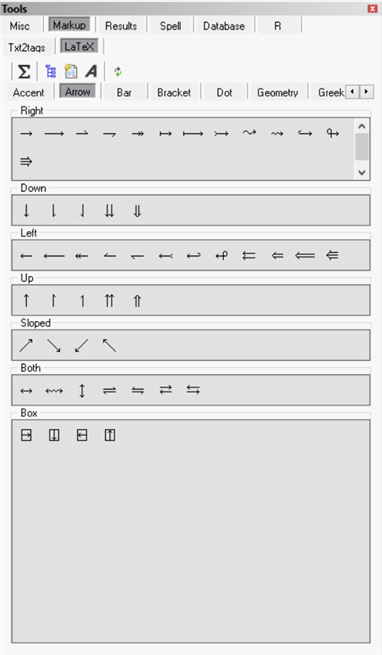 Tools
Misc Markup Results Spell Database R
Txt2tags LaTeX
Σ A
Accent Arrow Bar Bracket Dot Geometry Greek
Right
→ ⟶ ⇀ ⇁ ↠ ↦ ⟼ ↣ ⤳ ⇝ ↪ ↬
⇛
Down
↓ ⇂ ⇃ ⇊ ⇓
Left
← ⟵ ↞ ↼ ↽ ↢ ↩ ↫ ⇇ ⇐ ⟸ ⇚
Up
↑ ↾ ↿ ⇈ ⇑
Sloped
↗ ↘ ↙ ↖
Both
↔ ↭ ↕ ⇌ ⇋ ⇄ ⇆
Box
⍈ ⍗ ⍇ ⍐